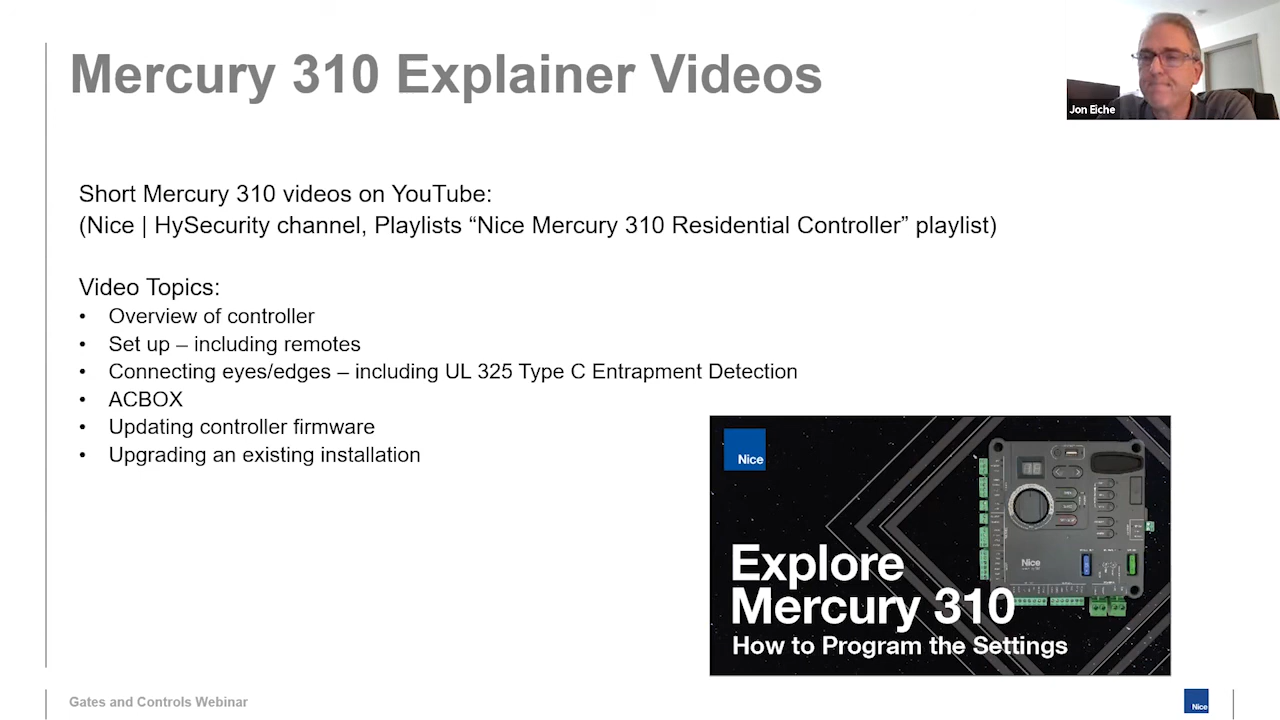 Mercury 310 Explainer Videos
Jon Eiche
Short Mercury 310 videos on YouTube:
(Nice | HySecurity channel, Playlists “Nice Mercury 310 Residential Controller” playlist)
Video Topics:
• Overview of controller
• Set up – including remotes
• Connecting eyes/edges – including UL 325 Type C Entrapment Detection
• ACBOX
• Updating controller firmware
• Upgrading an existing installation
Nice
Nice
Explore
Mercury 310
How to Program the Settings
Gates and Controls Webinar
Nice